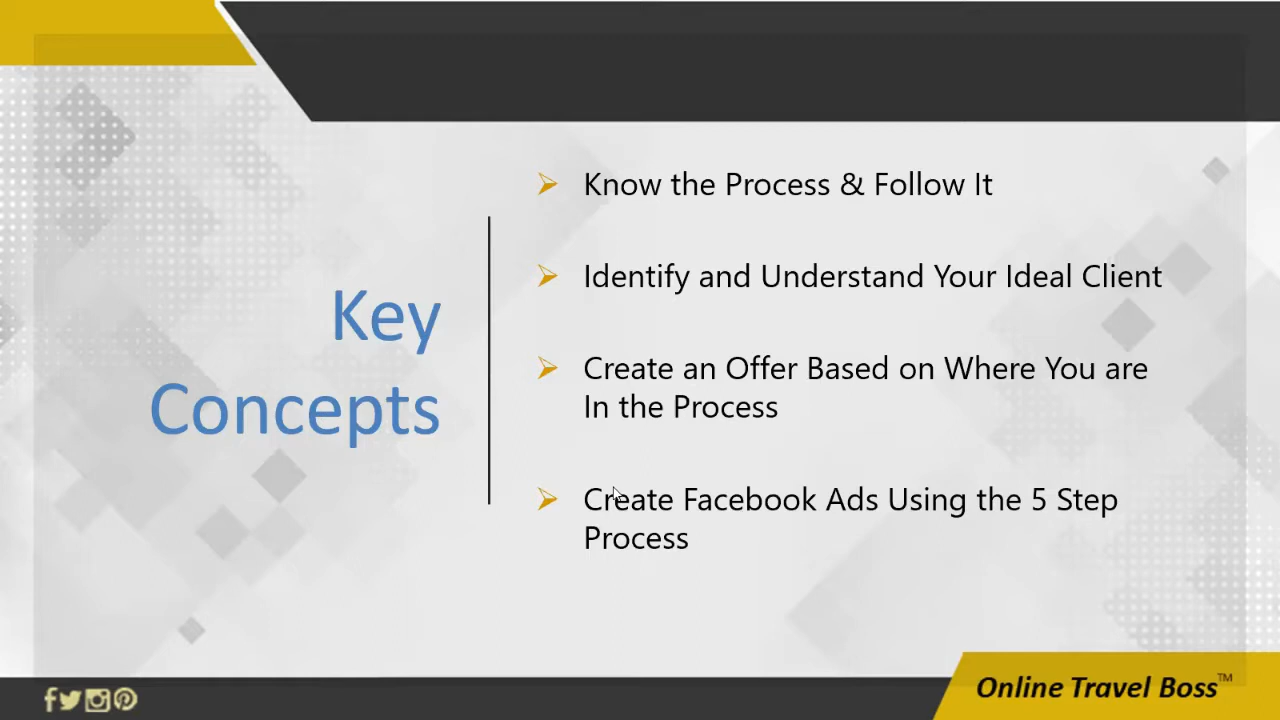 Key
Concepts
Know the Process & Follow It
Identify and Understand Your Ideal Client
Create an Offer Based on Where You are
In the Process
Create Facebook Ads Using the 5 Step
Process
Online Travel Boss™